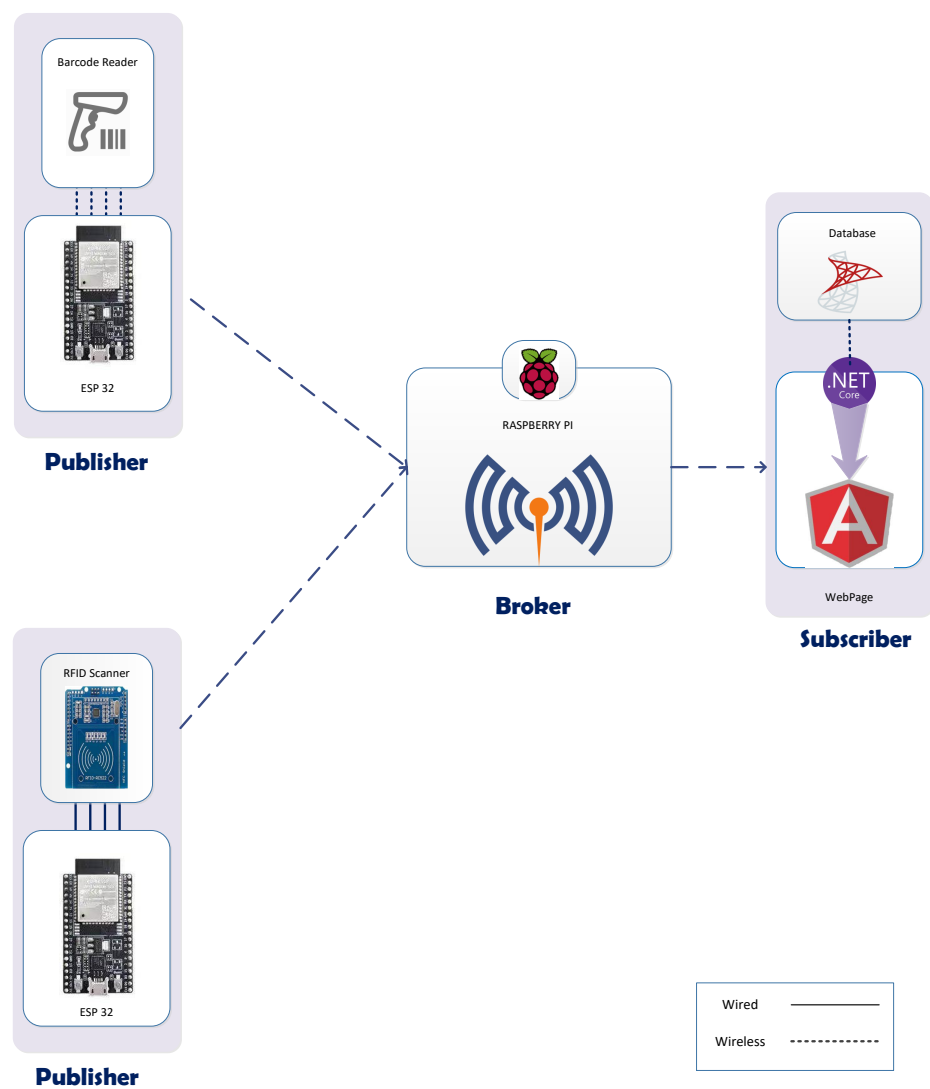 Barcode Reader
ESP 32
Publisher
RFID Scanner
ESP 32
Publisher
RASPBERRY PI
Broker
Database
.NET
Core
WebPage
Subscriber
Wired
Wireless